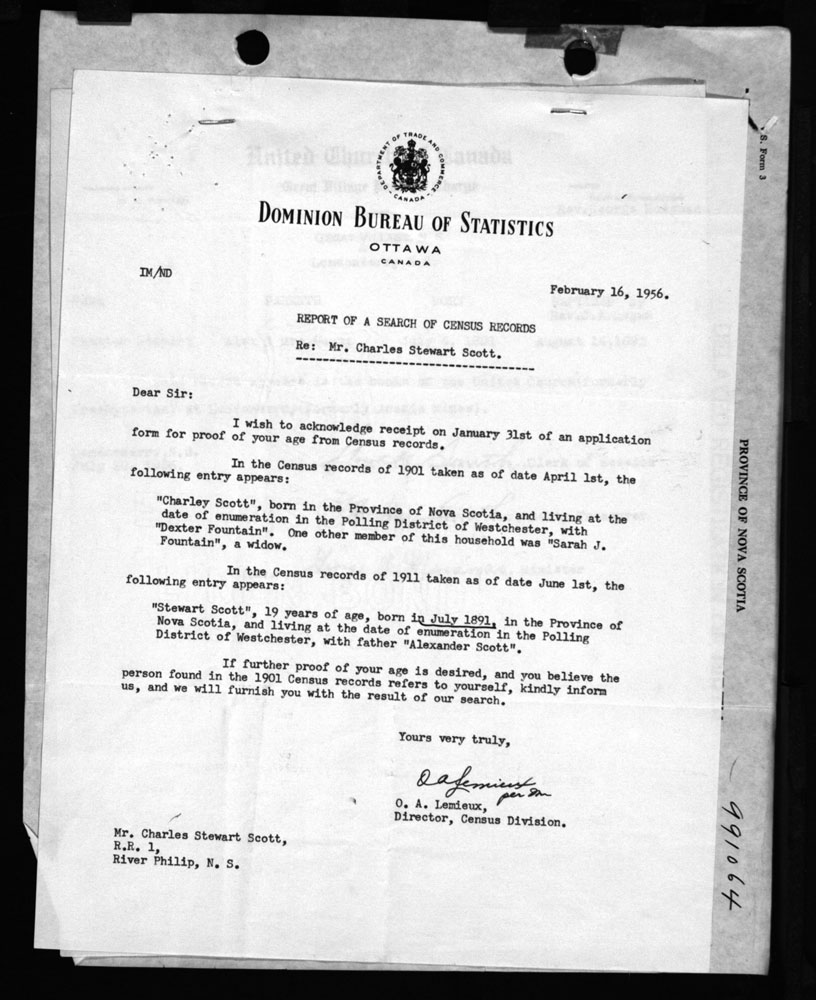 DEPARTMENT OF TRADE AND COMMERCE
CANADA
DOMINION BUREAU OF STATISTICS
OTTAWA
CANADA
IM/ND
February 16, 1956.
REPORT OF A SEARCH OF CENSUS RECORDS
Re: Mr. Charles Stewart Scott.
Dear Sir:
I wish to acknowledge receipt on January 31st of an application
form for proof of your age from Census records.
In the Census records of 1901 taken as of date April 1st, the
following entry appears:
"Charley Scott", born in the Province of Nova Scotia, and living at the
date of enumeration in the Polling District of Westchester, with
"Dexter Fountain". One other member of this household was "Sarah J.
Fountain", a widow.
In the Census records of 1911 taken as of date June 1st, the
following entry appears:
"Stewart Scott", 19 years of age, born in July 1891, in the Province of
Nova Scotia, and living at the date of enumeration in the Polling
District of Westchester, with father "Alexander Scott".
If further proof of your age is desired, and you believe the
person found in the 1901 Census records refers to yourself, kindly inform
us, and we will furnish you with the result of our search.
Yours very truly,
O A Lemieux
per
O. A. Lemieux,
Director, Census Division.
Mr. Charles Stewart Scott,
R.R. 1,
River Philip, N. S.
S. Form 3
PROVINCE OF NOVA SCOTIA
991064